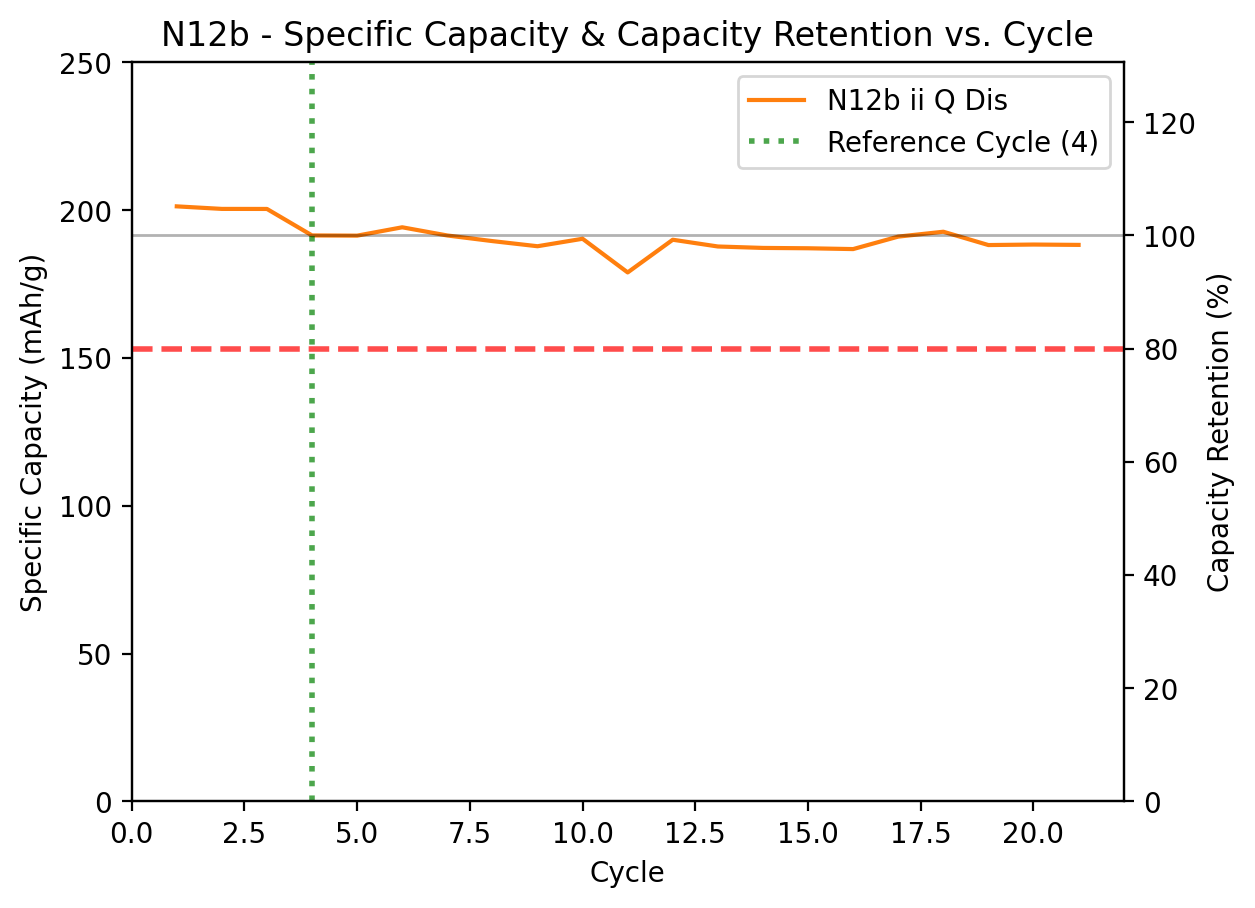 N12b - Specific Capacity & Capacity Retention vs. Cycle
N12b ii Q Dis
Reference Cycle (4)
Specific Capacity (mAh/g)
250
200
150
100
50
0
120
100
80
60
40
20
0
Capacity Retention (%)
0.0 2.5 5.0 7.5 10.0 12.5 15.0 17.5 20.0
Cycle